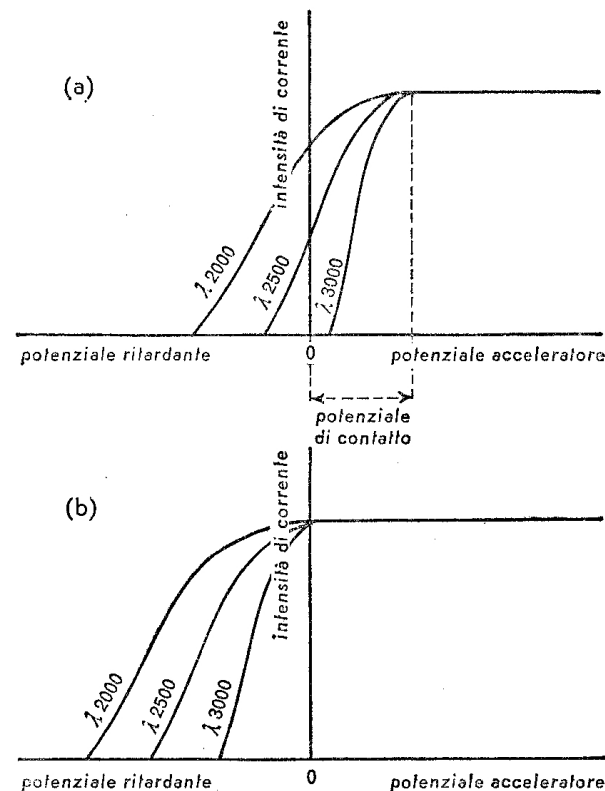 (a)
intensità di corrente
λ 2000
λ 2500
λ 3000
potenziale ritardante
0
potenziale acceleratore
potenziale
di contatto
(b)
intensità di corrente
λ 2000
λ 2500
λ 3000
potenziale ritardante
0
potenziale acceleratore